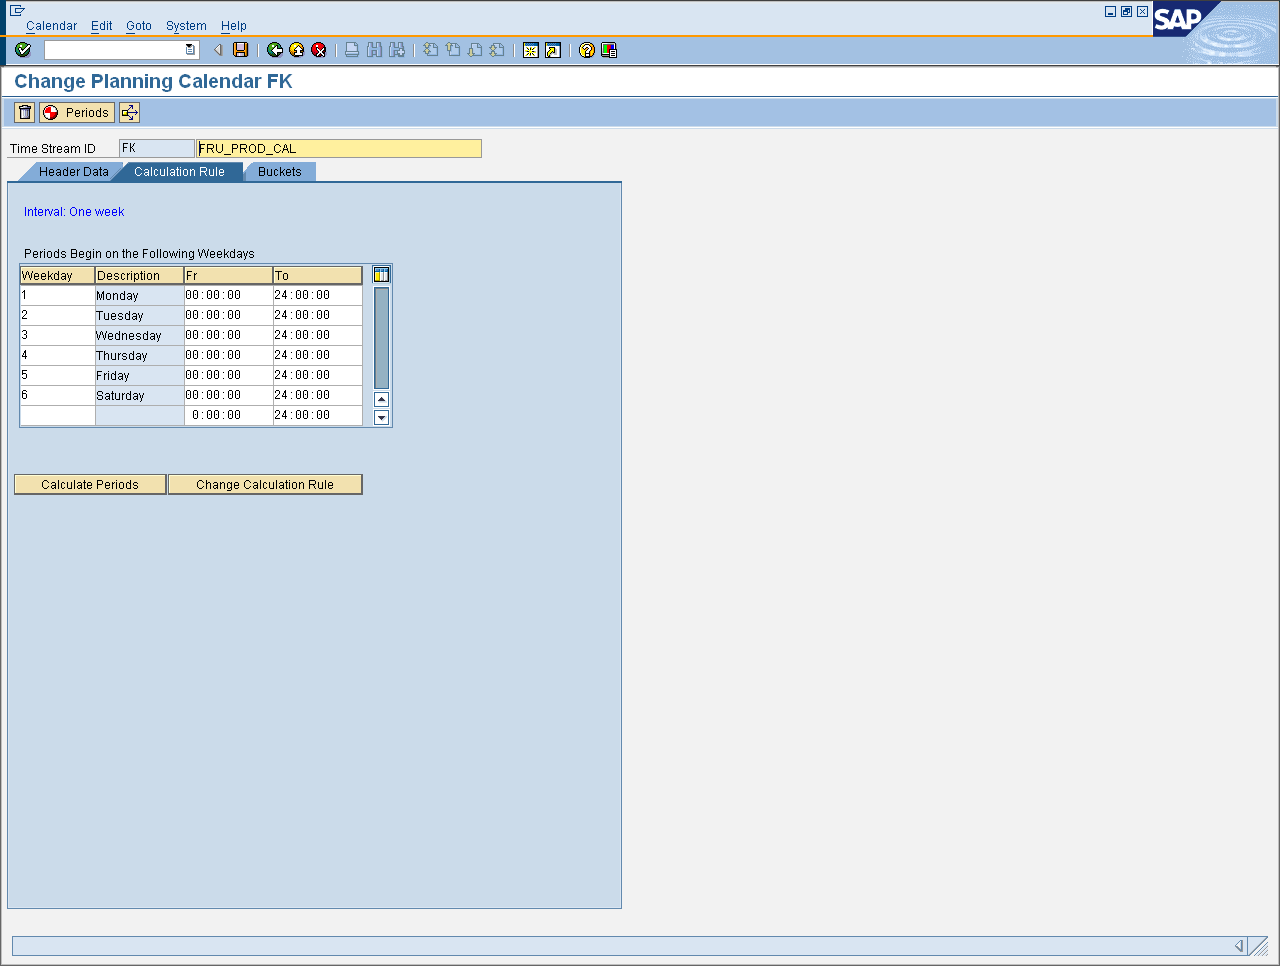 Calendar Edit Goto System Help
SAP
Change Planning Calendar FK
Periods
Time Stream ID FK FRU_PROD_CAL
Header Data Calculation Rule Buckets
Interval: One week
Periods Begin on the Following Weekdays
Weekday Description Fr To
1 Monday 00:00:00 24:00:00
2 Tuesday 00:00:00 24:00:00
3 Wednesday 00:00:00 24:00:00
4 Thursday 00:00:00 24:00:00
5 Friday 00:00:00 24:00:00
6 Saturday 00:00:00 24:00:00
0:00:00 24:00:00
Calculate Periods Change Calculation Rule